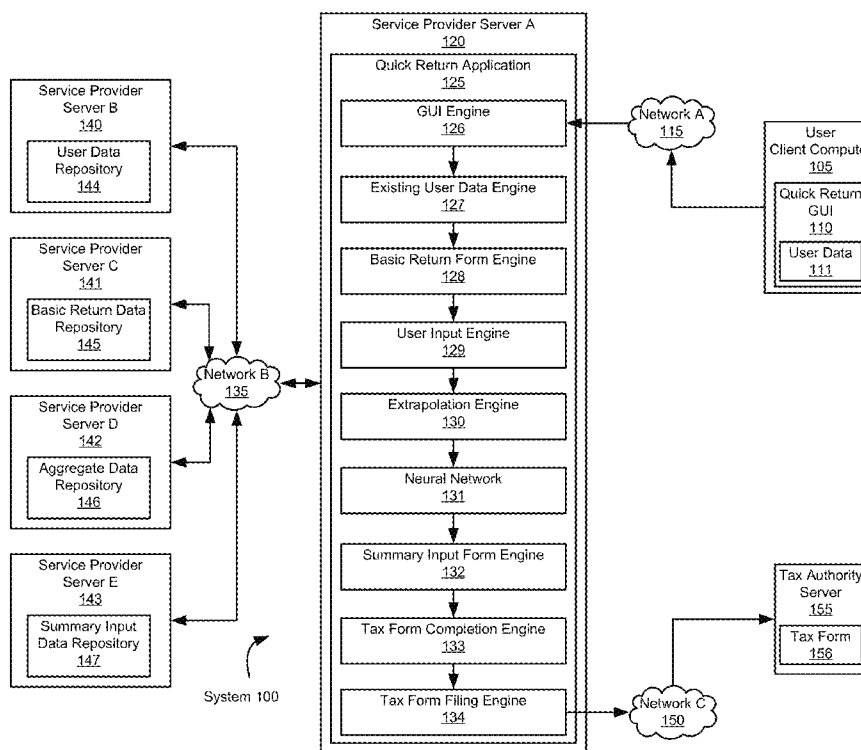 Service Provider Server A
120
Quick Return Application
125
GUI Engine
126
Existing User Data Engine
127
Basic Return Form Engine
128
User Input Engine
129
Extrapolation Engine
130
Neural Network
131
Summary Input Form Engine
132
Tax Form Completion Engine
133
Tax Form Filing Engine
134
Service Provider
Server B
140
User Data
Repository
144
Service Provider
Server C
141
Basic Return Data
Repository
145
Service Provider
Server D
142
Aggregate Data
Repository
146
Service Provider
Server E
143
Summary Input
Data Repository
147
Network B
135
System 100
Network A
115
User
Client Compute
105
Quick Return
GUI
110
User Data
111
Tax Authority
Server
155
Tax Form
156
Network C
150